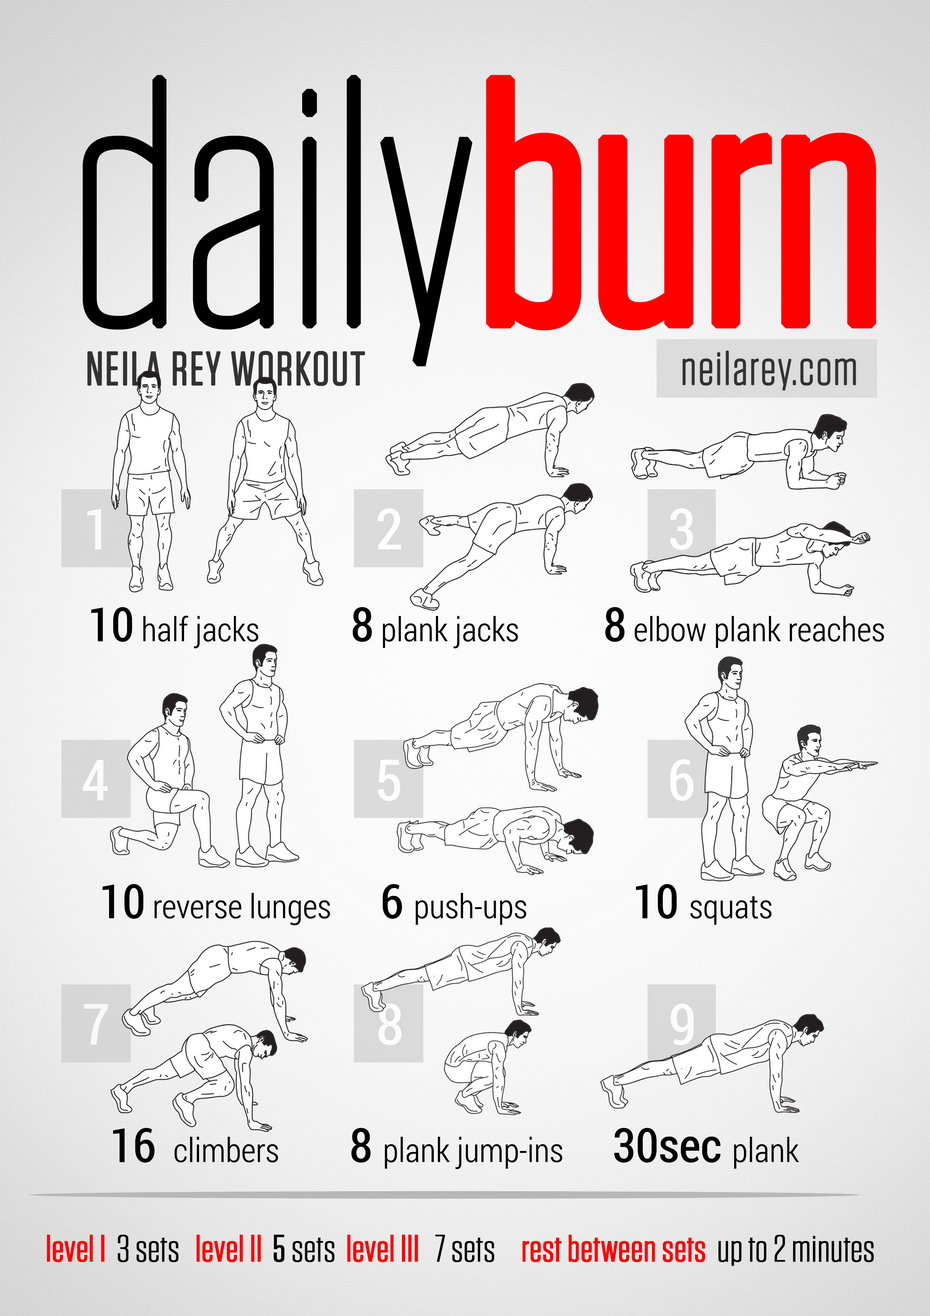 dailyburn
NEILA REY WORKOUT
neilarey.com
1
2
3
10 half jacks
8 plank jacks
8 elbow plank reaches
4
5
6
10 reverse lunges
6 push-ups
10 squats
7
8
9
16 climbers
8 plank jump-ins
30sec plank
level I 3 sets level II 5 sets level III 7 sets rest between sets up to 2 minutes